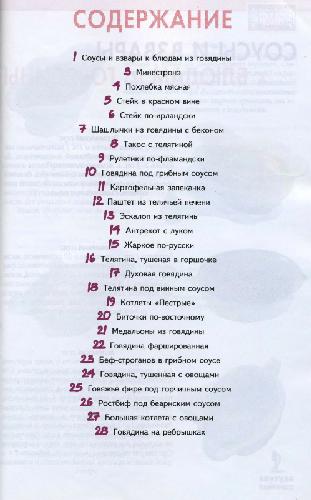 СОДЕРЖАНИЕ
1 Соусы и взвары к блюдам из говядины
3 Минестроне
4 Похлебка мясная
5 Стейк в красном вине
6 Стейк по-ирландски
7 Шашлычки из говядины с беконом
8 Такос с телятиной
9 Рулетики по-фламандски
10 Говядина под грибным соусом
11 Картофельная запеканка
12 Паштет из телячьей печени
13 Эскалоп из телятины
14 Антрекот с луком
15 Жаркое по-русски
16 Телятина, тушеная в горшочке
17 Духовая говядина
18 Телятина под винным соусом
19 Котлеты «Пестрые»
20 Биточки по-восточному
21 Медальоны из говядины
22 Говядина фаршированная
23 Беф-строганов в грибном соусе
24 Говядина, тушенная с овощами
25 Говяжье филе под горчичным соусом
26 Ростбиф под беарнским соусом
27 Большая котлета с овощами
28 Говядина на ребрышках